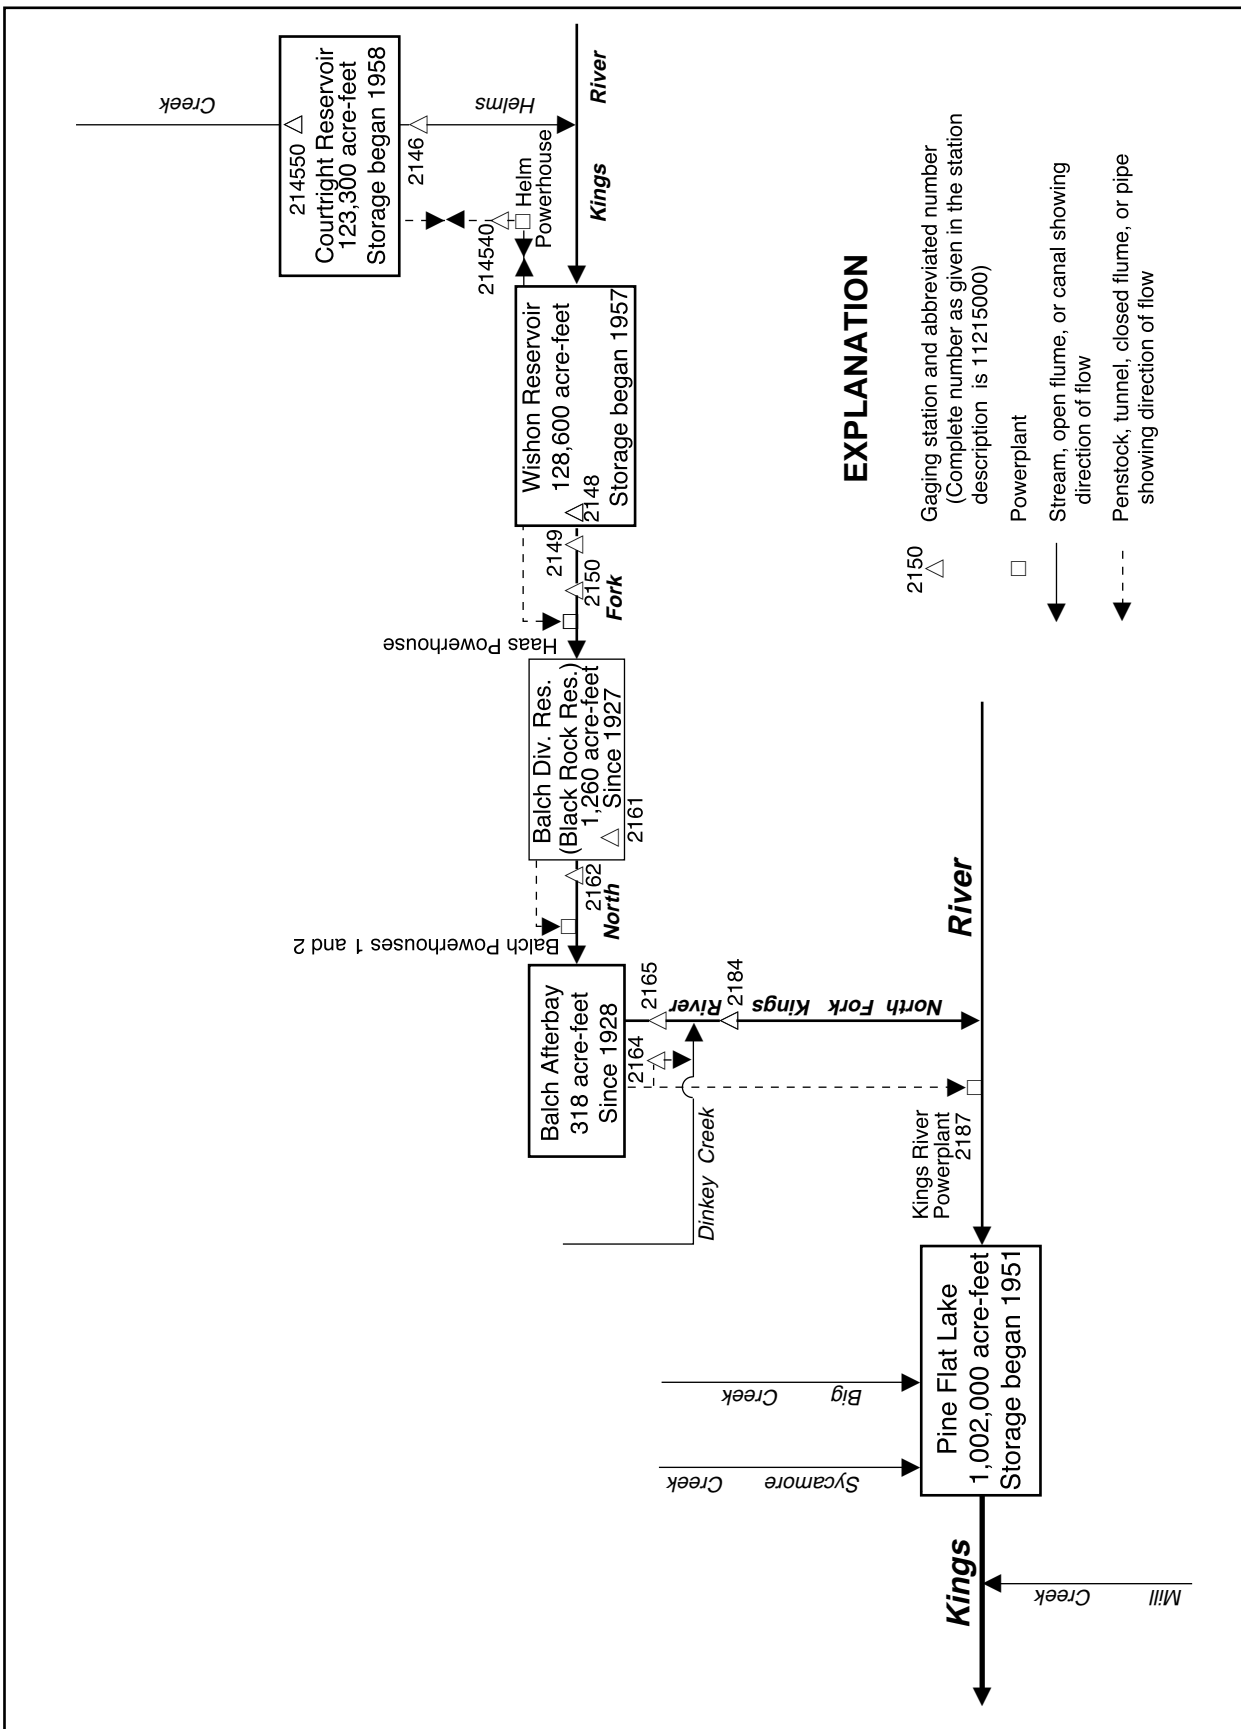 Creek
214550
Courtright Reservoir
123,300 acre-feet
Storage began 1958
2146
Helms
214540
Helm
Powerhouse
Kings
River
Wishon Reservoir
128,600 acre-feet
2148
Storage began 1957
2149
2150
Fork
Haas Powerhouse
Balch Div. Res.
(Black Rock Res.)
1,260 acre-feet
Since 1927
2161
2162
North
Balch Powerhouses 1 and 2
Balch Afterbay
318 acre-feet
Since 1928
2164
2165
2184
North Fork Kings River
Dinkey Creek
River
Kings River
Powerplant
2187
Pine Flat Lake
1,002,000 acre-feet
Storage began 1951
Big Creek
Sycamore Creek
Kings
Mill Creek
EXPLANATION
2150
Gaging station and abbreviated number
(Complete number as given in the station
description is 11215000)
Powerplant
Stream, open flume, or canal showing
direction of flow
Penstock, tunnel, closed flume, or pipe
showing direction of flow